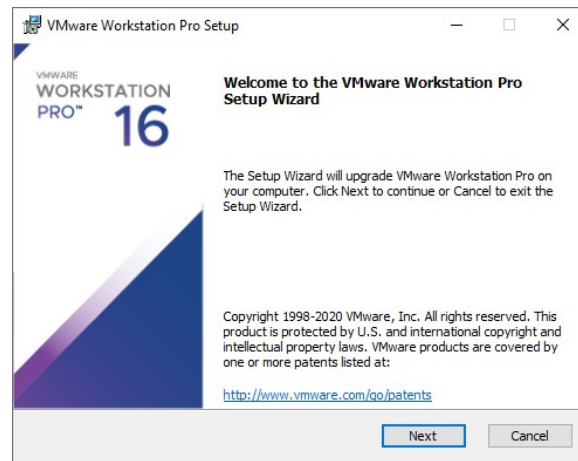 VMware Workstation Pro Setup
VMWARE
WORKSTATION
PRO™ 16
Welcome to the VMware Workstation Pro
Setup Wizard
The Setup Wizard will upgrade VMware Workstation Pro on
your computer. Click Next to continue or Cancel to exit the
Setup Wizard.
Copyright 1998-2020 VMware, Inc. All rights reserved. This
product is protected by U.S. and international copyright and
intellectual property laws. VMware products are covered by
one or more patents listed at:
http://www.vmware.com/go/patents
Next
Cancel